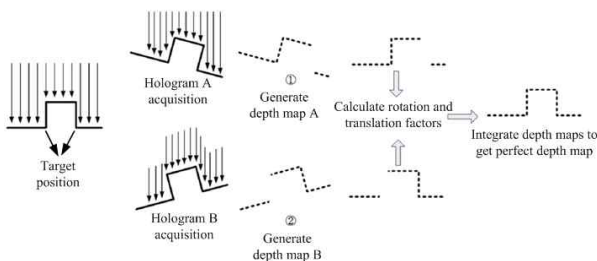 Target
position
Hologram A
acquisition
①
Generate
depth map A
Calculate rotation and
translation factors
Integrate depth maps to
get perfect depth map
Hologram B
acquisition
②
Generate
depth map B